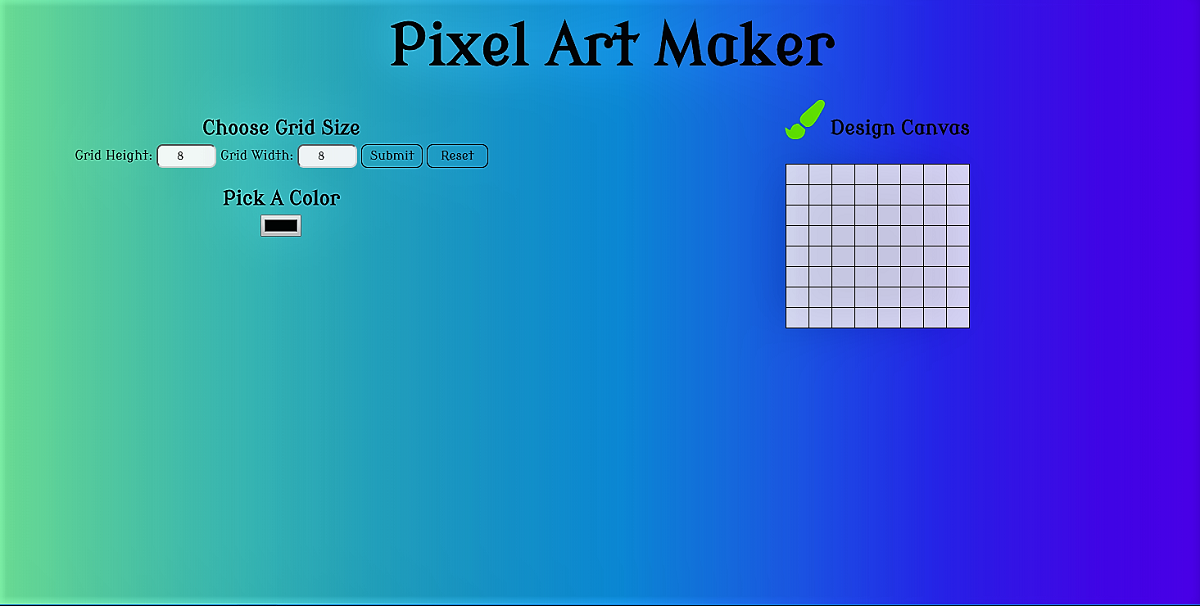 Pixel Art Maker
Choose Grid Size
Grid Height: 8 Grid Width: 8 Submit Reset
Pick A Color
Design Canvas